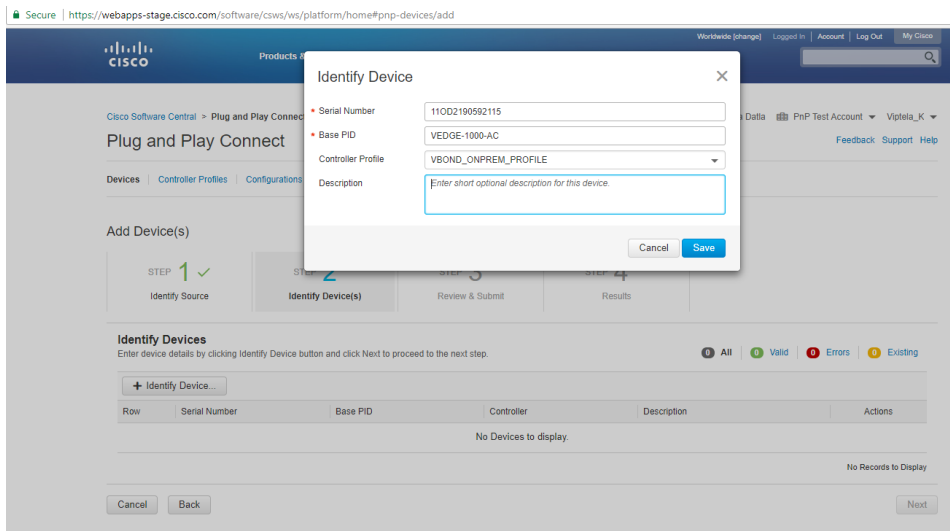 Secure | https://webapps-stage.cisco.com/software/csws/ws/platform/home#pnp-devices/add
Worldwide [change] Logged In | Account | Log Out My Cisco
CISCO
Products &
Identify Device
* Serial Number 11OD2190592115
* Base PID VEDGE-1000-AC
Controller Profile VBOND_ONPREM_PROFILE
Description Enter short optional description for this device.
Cancel Save
Cisco Software Central > Plug and Play Connect
Datla PnP Test Account Viptela_K
Plug and Play Connect
Feedback Support Help
Devices | Controller Profiles | Configurations
Add Device(s)
STEP 1 STEP 2 STEP 3 STEP 4
Identify Source Identify Device(s) Review & Submit Results
Identify Devices
Enter device details by clicking Identify Device button and click Next to proceed to the next step.
0 All | 0 Valid | 0 Errors | 0 Existing
+ Identify Device...
Row Serial Number Base PID Controller Description Actions
No Devices to display.
No Records to Display
Cancel Back Next